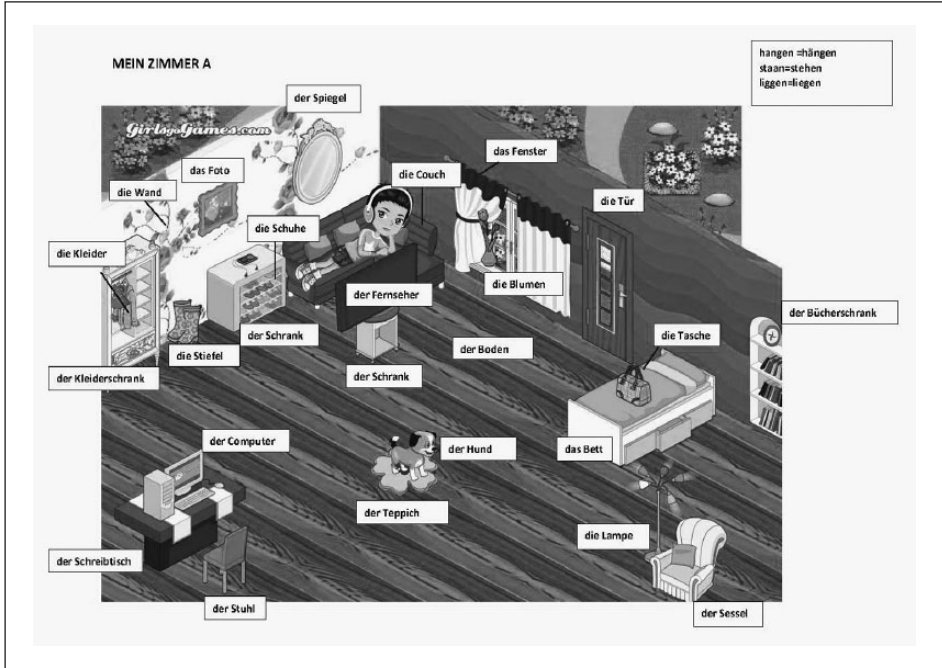 MEIN ZIMMER A
hangen =hängen
staan=stehen
liggen=liegen
der Spiegel
GirlsgoGames.com
das Fenster
das Foto
die Couch
die Wand
die Tür
die Schuhe
die Kleider
die Blumen
der Fernseher
der Bücherschrank
der Schrank
die Tasche
der Boden
die Stiefel
der Schrank
der Kleiderschrank
der Computer
der Hund
das Bett
der Teppich
die Lampe
der Schreibtisch
der Stuhl
der Sessel